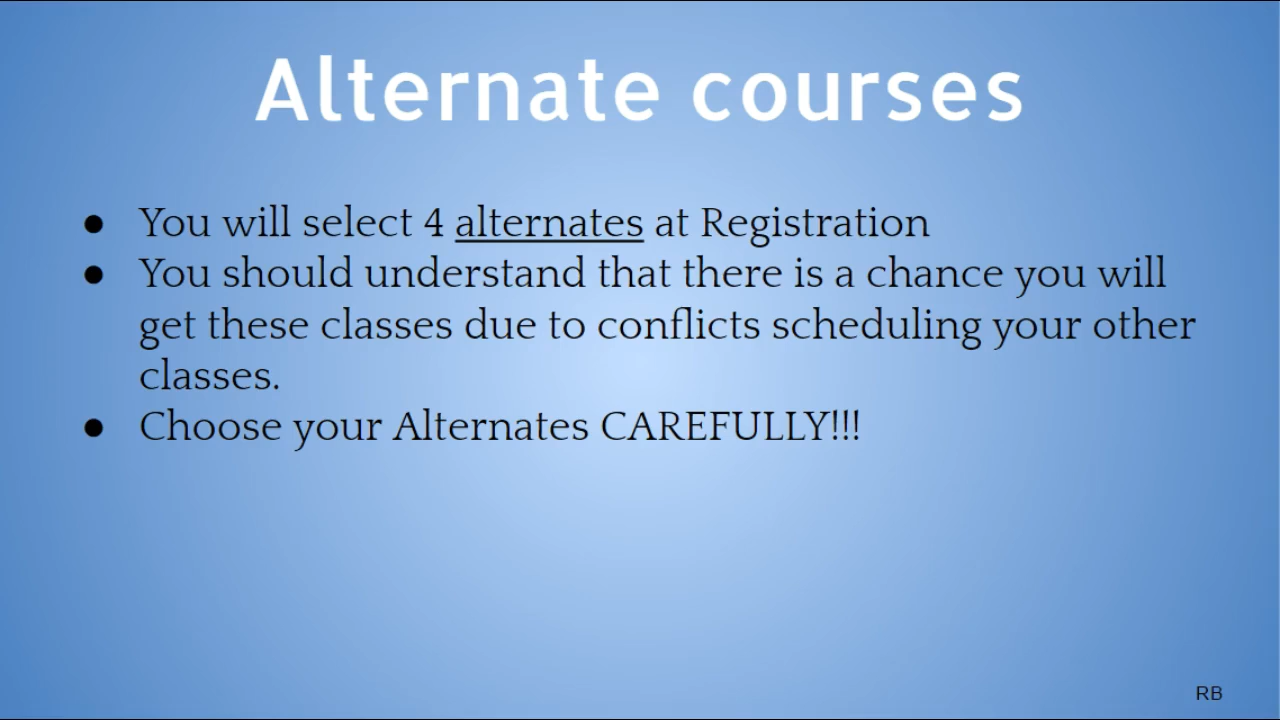 Alternate courses
● You will select 4 alternates at Registration
● You should understand that there is a chance you will
get these classes due to conflicts scheduling your other
classes.
● Choose your Alternates CAREFULLY!!!
RB